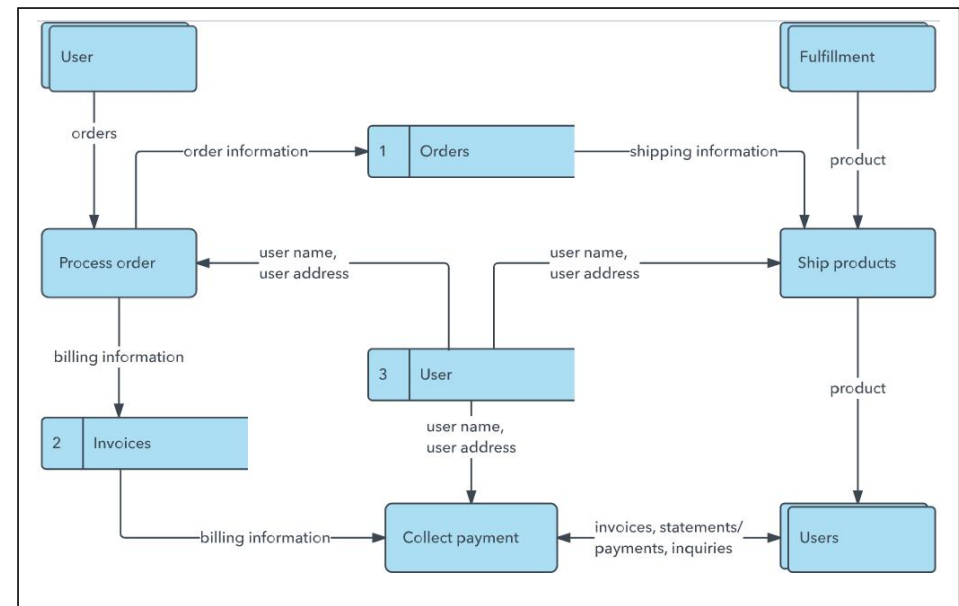 User
Fulfillment
orders
order information
1 Orders
shipping information
product
Process order
user name,
user address
user name,
user address
Ship products
billing information
3 User
product
2 Invoices
user name,
user address
billing information
Collect payment
invoices, statements/
payments, inquiries
Users